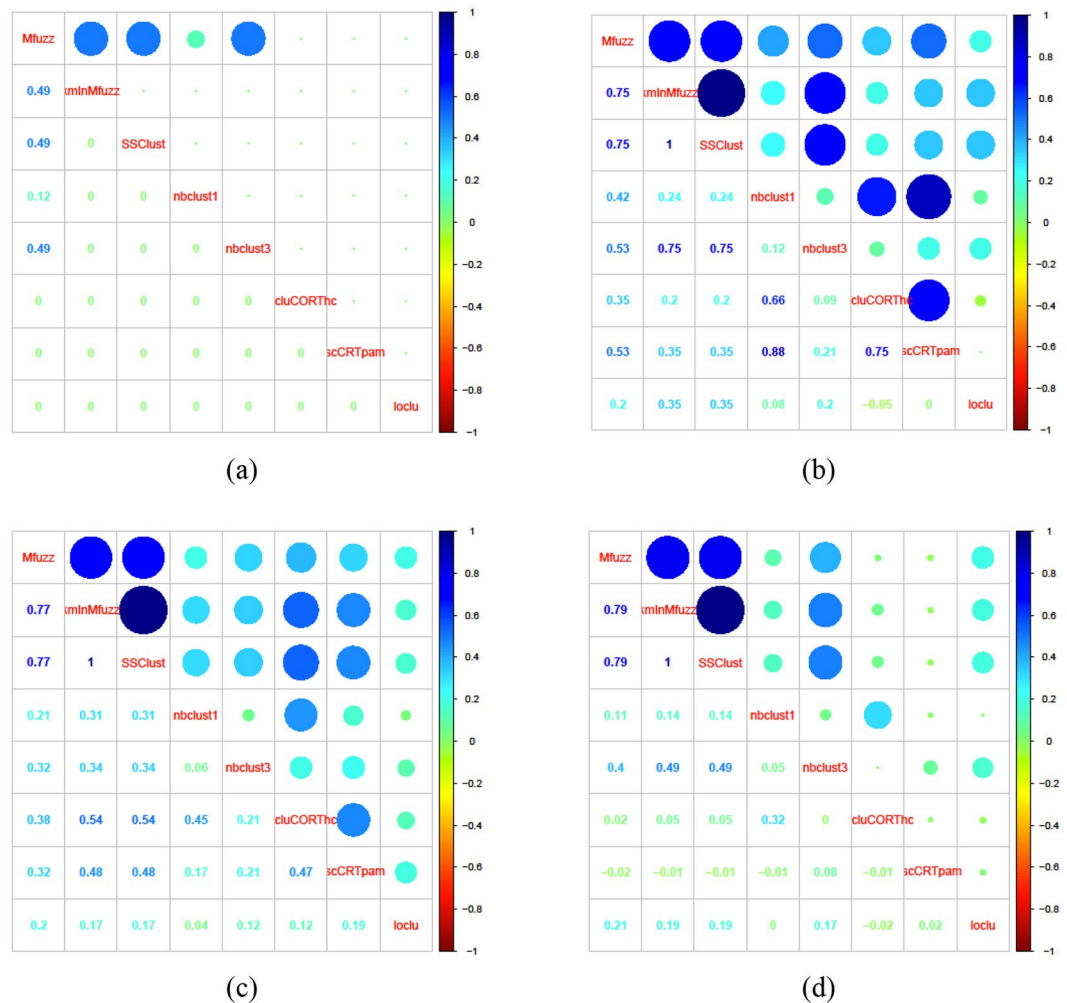 Mfuzz
0.49 kmlnMfuzz
0.49 0 SSClust
0.12 0 0 nbclust1
0.49 0 0 0 nbclust3
0 0 0 0 0 cluCORThc
0 0 0 0 0 0 scCRTpam
0 0 0 0 0 0 0 loclu
1
0.8
0.6
0.4
0.2
0
−0.2
−0.4
−0.6
−0.8
−1
(a)
Mfuzz
0.75 kmlnMfuzz
0.75 1 SSClust
0.42 0.24 0.24 nbclust1
0.53 0.75 0.75 0.12 nbclust3
0.35 0.2 0.2 0.66 0.09 cluCORThc
0.53 0.35 0.35 0.88 0.21 0.75 scCRTpam
0.2 0.35 0.35 0.08 0.2 −0.05 0 loclu
1
0.8
0.6
0.4
0.2
0
−0.2
−0.4
−0.6
−0.8
−1
(b)
Mfuzz
0.77 kmlnMfuzz
0.77 1 SSClust
0.21 0.31 0.31 nbclust1
0.32 0.34 0.34 0.06 nbclust3
0.38 0.54 0.54 0.45 0.21 cluCORThc
0.32 0.48 0.48 0.17 0.21 0.47 scCRTpam
0.2 0.17 0.17 0.04 0.12 0.12 0.19 loclu
1
0.8
0.6
0.4
0.2
0
−0.2
−0.4
−0.6
−0.8
−1
(c)
Mfuzz
0.79 kmlnMfuzz
0.79 1 SSClust
0.11 0.14 0.14 nbclust1
0.4 0.49 0.49 0.05 nbclust3
0.02 0.05 0.05 0.32 0 cluCORThc
−0.02 −0.01 −0.01 −0.01 0.08 −0.01 scCRTpam
0.21 0.19 0.19 0 0.17 −0.02 0.02 loclu
1
0.8
0.6
0.4
0.2
0
−0.2
−0.4
−0.6
−0.8
−1
(d)